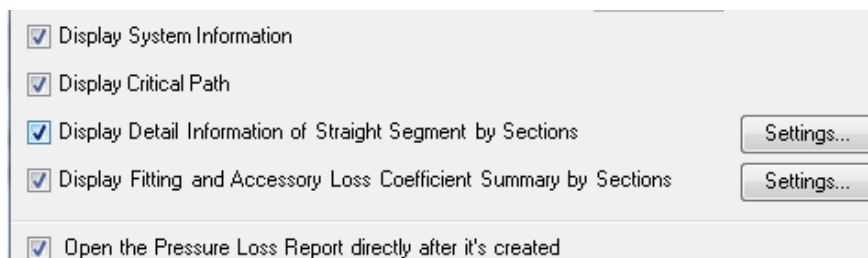 Display System Information
Display Critical Path
Display Detail Information of Straight Segment by Sections Settings...
Display Fitting and Accessory Loss Coefficient Summary by Sections Settings...
Open the Pressure Loss Report directly after it's created